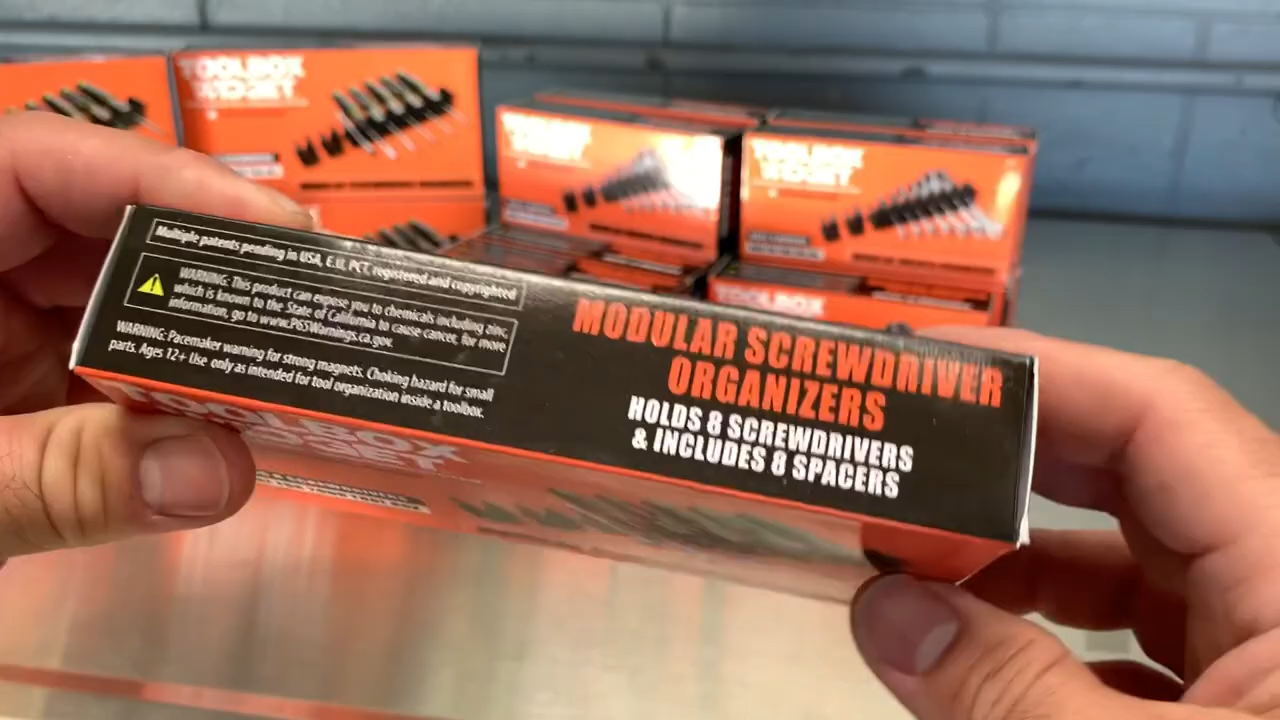 TOOLBOX
WIDGET
TOOLBOX
WIDGET
TOOLBOX
WIDGET
TOOLBOX
Multiple patents pending in USA, E.U, PCT, registered and copyrighted
WARNING: This product can expose you to chemicals including zinc,
which is known to the State of California to cause cancer, for more
information, go to www.P65Warnings.ca.gov.
WARNING: Pacemaker warning for strong magnets. Choking hazard for small
parts. Ages 12+ Use only as intended for tool organization inside a toolbox.
MODULAR SCREWDRIVER
ORGANIZERS
HOLDS 8 SCREWDRIVERS
& INCLUDES 8 SPACERS
TOOLBOX
WIDGET